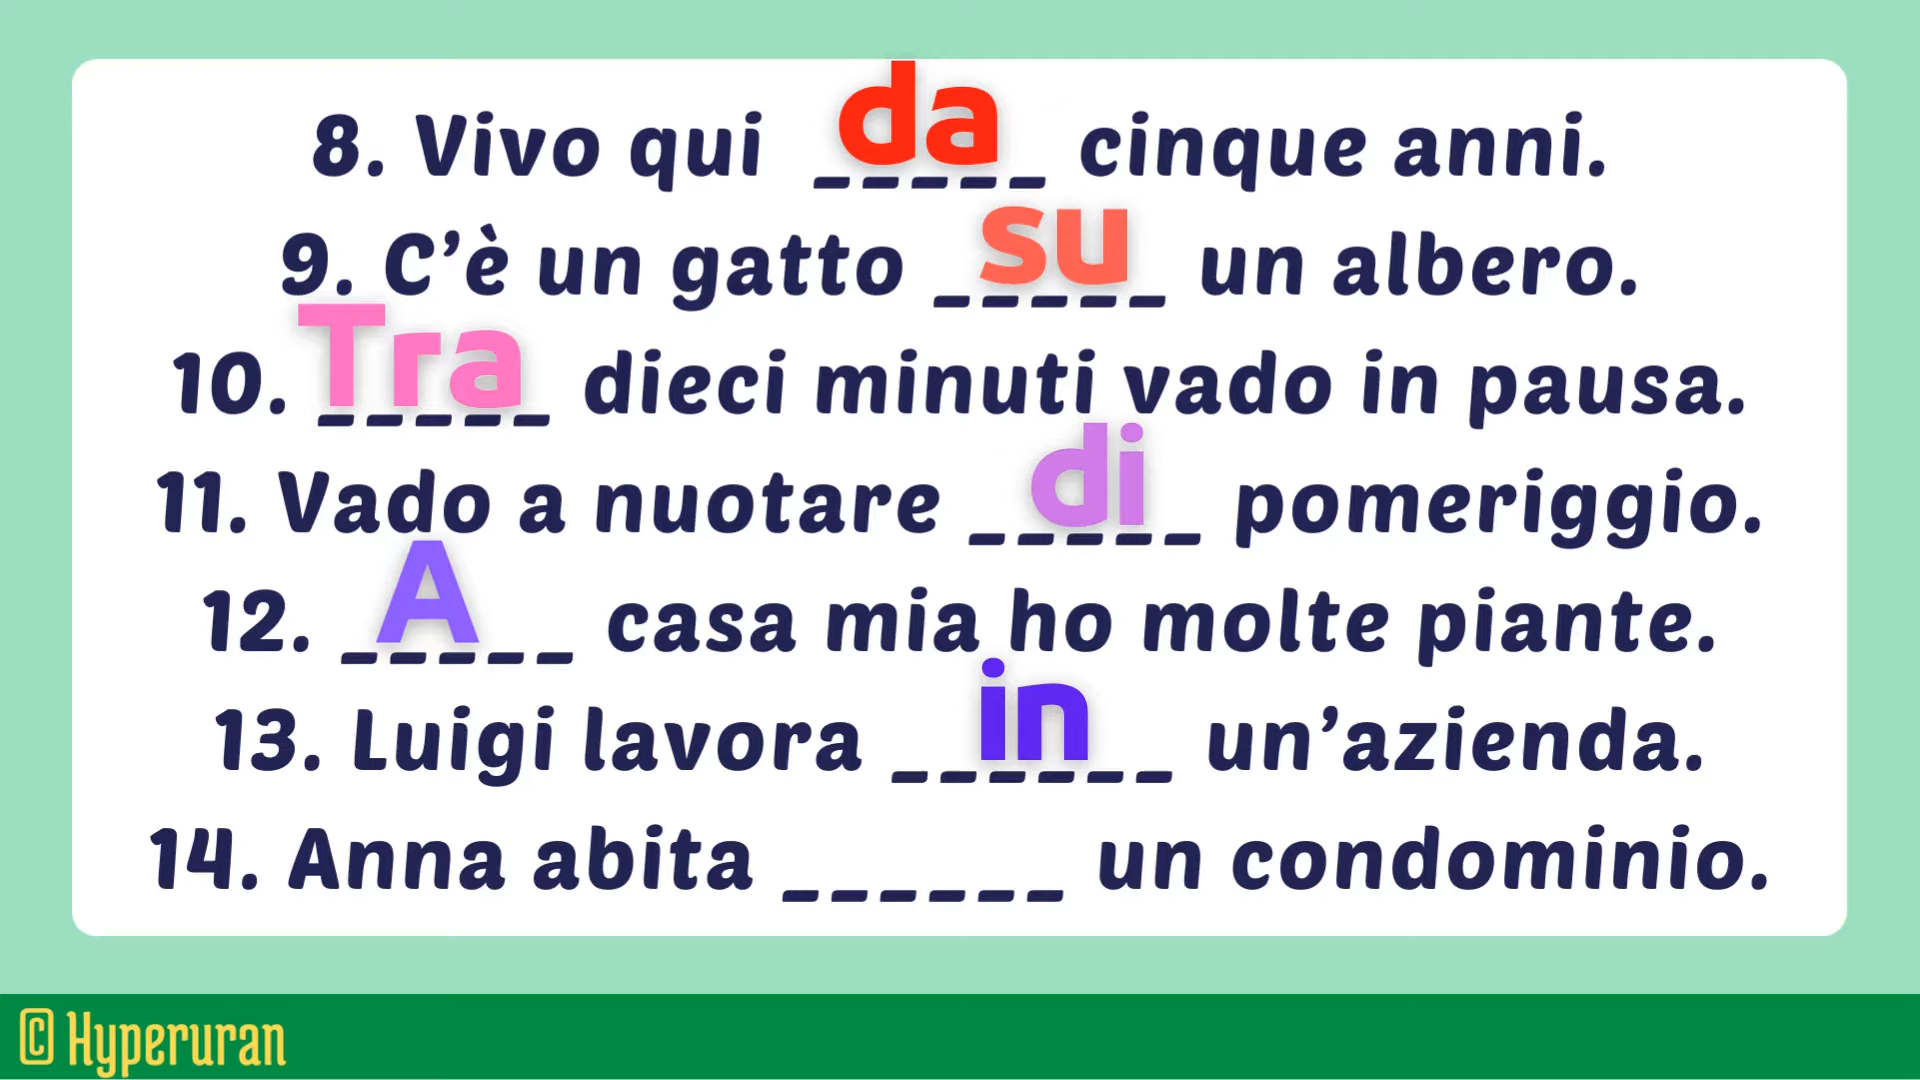 8. Vivo qui da cinque anni.
9. C'è un gatto su un albero.
10. Tra dieci minuti vado in pausa.
11. Vado a nuotare di pomeriggio.
12. A casa mia ho molte piante.
13. Luigi lavora in un'azienda.
14. Anna abita ______ un condominio.
© Hyperuran